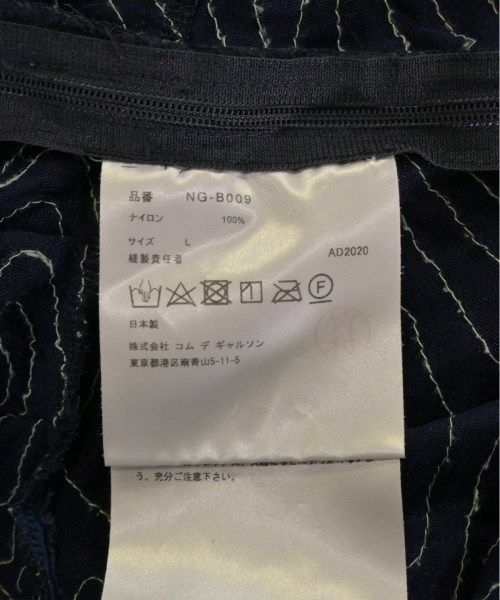 品番 NG-B009
ナイロン 100%
サイズ L
縫製責任者 AD2020
F
日本製
株式会社 コム デ ギャルソン
東京都港区南青山5-11-5
う、充分ご注意下さい。